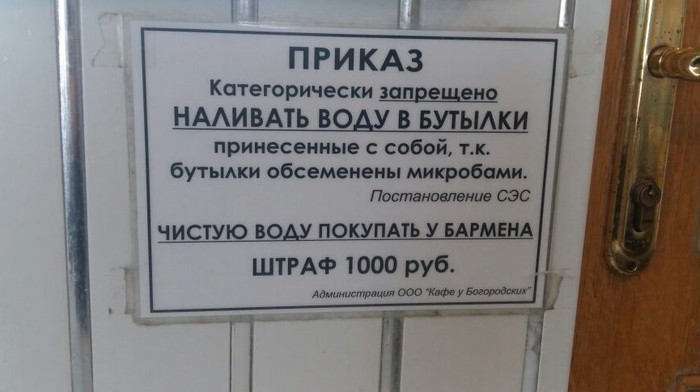 ПРИКАЗ
Категорически запрещено
НАЛИВАТЬ ВОДУ В БУТЫЛКИ
принесенные с собой, т.к.
бутылки обсеменены микробами.
Постановление СЭС
ЧИСТУЮ ВОДУ ПОКУПАТЬ У БАРМЕНА
ШТРАФ 1000 руб.
Администрация ООО "Кафе у Богородских"